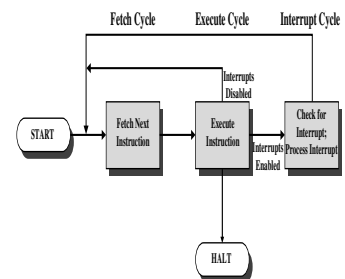 Fetch Cycle Execute Cycle Interrupt Cycle
Interrupts
Disabled
START
Fetch Next
Instruction
Execute
Instruction
Interrupts
Enabled
Check for
Interrupt;
Process Interrupt
HALT